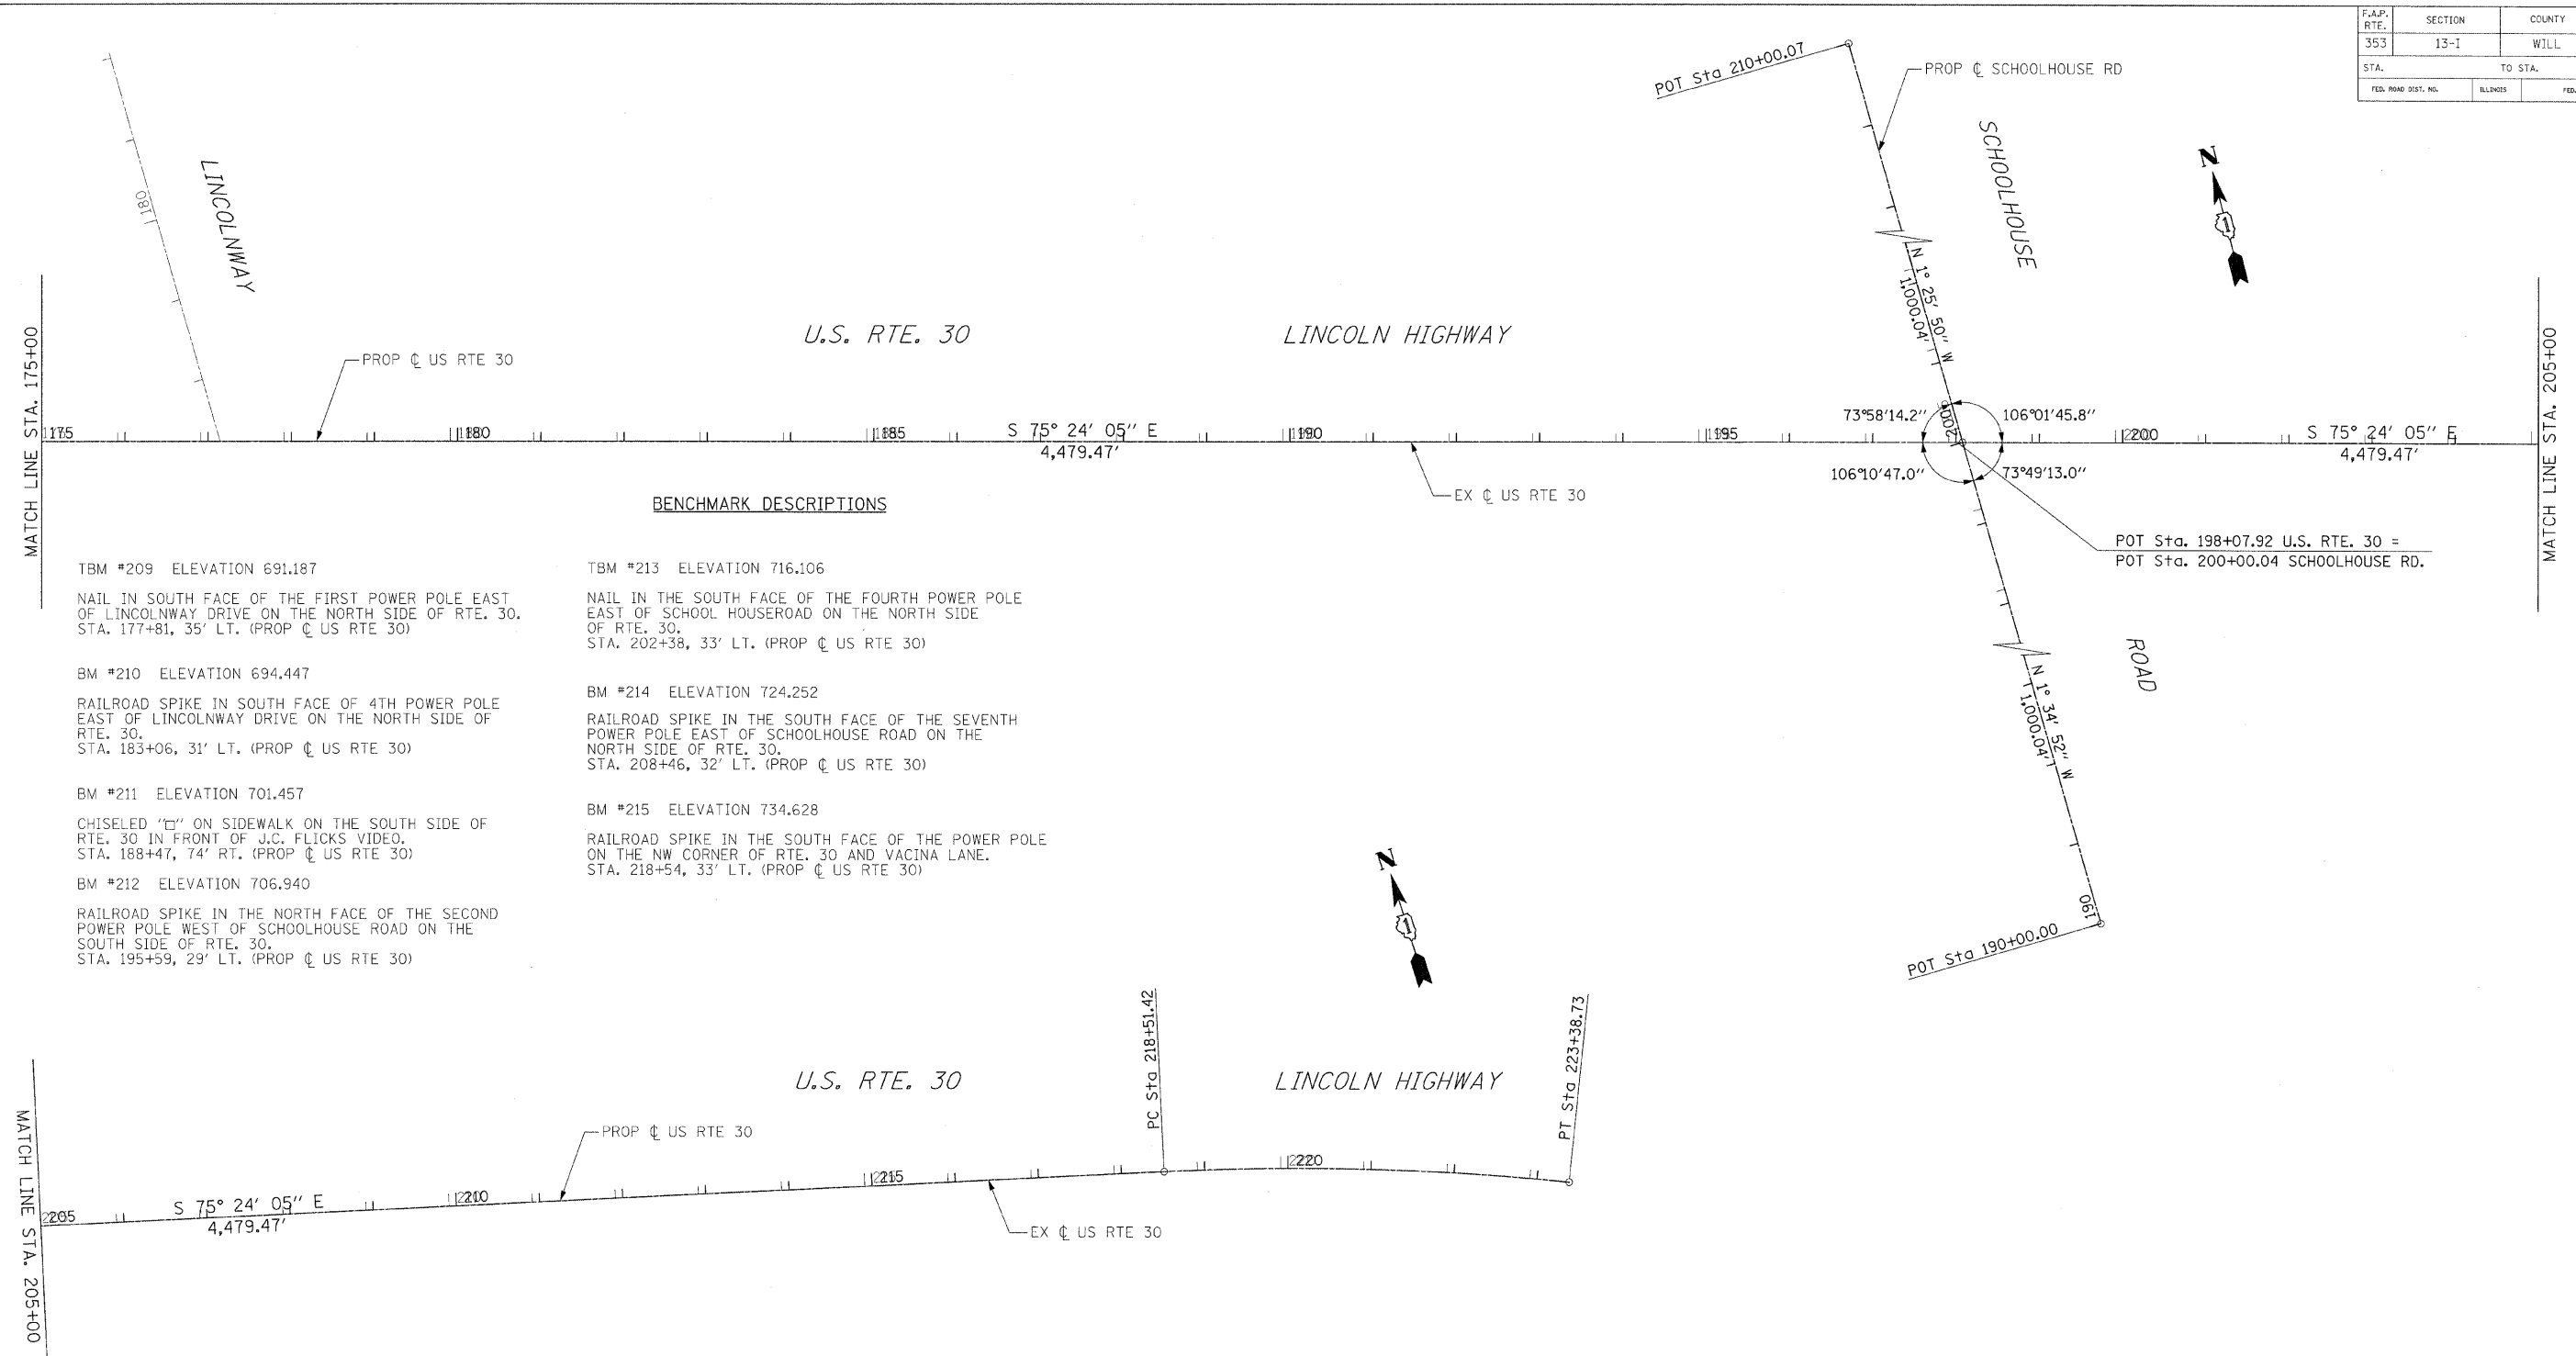 F.A.P. RTE. SECTION COUNTY
353 13-I WILL
STA. TO STA.
FED. ROAD DIST. NO. ILLINOIS FED.
POT Sta 210+00.07
PROP ℄ SCHOOLHOUSE RD
SCHOOLHOUSE
N
LINCOLNWAY
180
N 1° 25' 50" W
1,000.04'
MATCH LINE STA. 175+00
U.S. RTE. 30
LINCOLN HIGHWAY
PROP ℄ US RTE 30
MATCH LINE STA. 205+00
73°58'14.2"
106°01'45.8"
200
175
180
185
S 75° 24' 05" E
4,479.47'
190
195
200
S 75° 24' 05" E
4,479.47'
106°10'47.0"
73°49'13.0"
EX ℄ US RTE 30
POT Sta. 198+07.92 U.S. RTE. 30 =
POT Sta. 200+00.04 SCHOOLHOUSE RD.
BENCHMARK DESCRIPTIONS
TBM #209 ELEVATION 691.187
NAIL IN SOUTH FACE OF THE FIRST POWER POLE EAST
OF LINCOLNWAY DRIVE ON THE NORTH SIDE OF RTE. 30.
STA. 177+81, 35' LT. (PROP ℄ US RTE 30)
BM #210 ELEVATION 694.447
RAILROAD SPIKE IN SOUTH FACE OF 4TH POWER POLE
EAST OF LINCOLNWAY DRIVE ON THE NORTH SIDE OF
RTE. 30.
STA. 183+06, 31' LT. (PROP ℄ US RTE 30)
BM #211 ELEVATION 701.457
CHISELED "□" ON SIDEWALK ON THE SOUTH SIDE OF
RTE. 30 IN FRONT OF J.C. FLICKS VIDEO.
STA. 188+47, 74' RT. (PROP ℄ US RTE 30)
BM #212 ELEVATION 706.940
RAILROAD SPIKE IN THE NORTH FACE OF THE SECOND
POWER POLE WEST OF SCHOOLHOUSE ROAD ON THE
SOUTH SIDE OF RTE. 30.
STA. 195+59, 29' LT. (PROP ℄ US RTE 30)
TBM #213 ELEVATION 716.106
NAIL IN THE SOUTH FACE OF THE FOURTH POWER POLE
EAST OF SCHOOL HOUSEROAD ON THE NORTH SIDE
OF RTE. 30.
STA. 202+38, 33' LT. (PROP ℄ US RTE 30)
BM #214 ELEVATION 724.252
RAILROAD SPIKE IN THE SOUTH FACE OF THE SEVENTH
POWER POLE EAST OF SCHOOLHOUSE ROAD ON THE
NORTH SIDE OF RTE. 30.
STA. 208+46, 32' LT. (PROP ℄ US RTE 30)
BM #215 ELEVATION 734.628
RAILROAD SPIKE IN THE SOUTH FACE OF THE POWER POLE
ON THE NW CORNER OF RTE. 30 AND VACINA LANE.
STA. 218+54, 33' LT. (PROP ℄ US RTE 30)
ROAD
N 1° 34' 52" W
1,000.04'
190
POT Sta 190+00.00
N
MATCH LINE STA. 205+00
U.S. RTE. 30
LINCOLN HIGHWAY
PC Sta 218+51.42
PT Sta 223+38.73
PROP ℄ US RTE 30
205
S 75° 24' 05" E
4,479.47'
210
215
220
EX ℄ US RTE 30